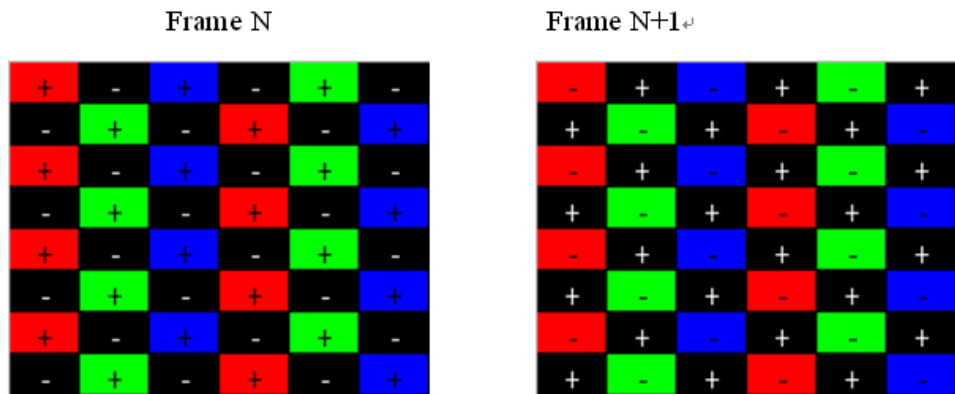 Frame N Frame N+1↵
+ - + - + - - + - + - +
- + - + - + + - + - + -
+ - + - + - - + - + - +
- + - + - + + - + - + -
+ - + - + - - + - + - +
- + - + - + + - + - + -
+ - + - + - - + - + - +
- + - + - + + - + - + -